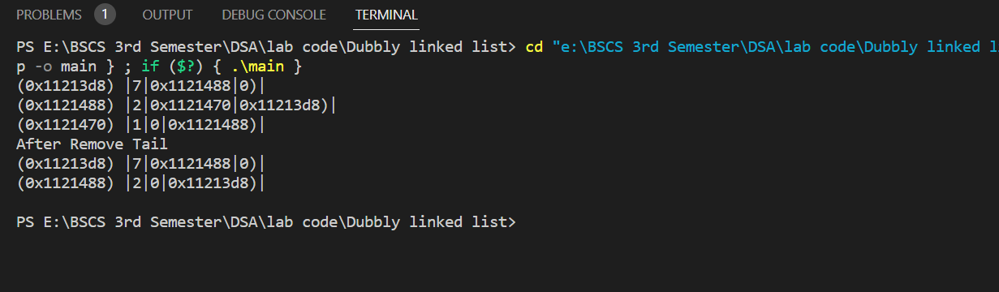 PROBLEMS 1 OUTPUT DEBUG CONSOLE TERMINAL
PS E:\BSCS 3rd Semester\DSA\lab code\Dubbly linked list> cd "e:\BSCS 3rd Semester\DSA\lab code\Dubbly linked li
p -o main } ; if ($?) { .\main }
(0x11213d8) |7|0x1121488|0)|
(0x1121488) |2|0x1121470|0x11213d8)|
(0x1121470) |1|0|0x1121488)|
After Remove Tail
(0x11213d8) |7|0x1121488|0)|
(0x1121488) |2|0|0x11213d8)|
PS E:\BSCS 3rd Semester\DSA\lab code\Dubbly linked list>